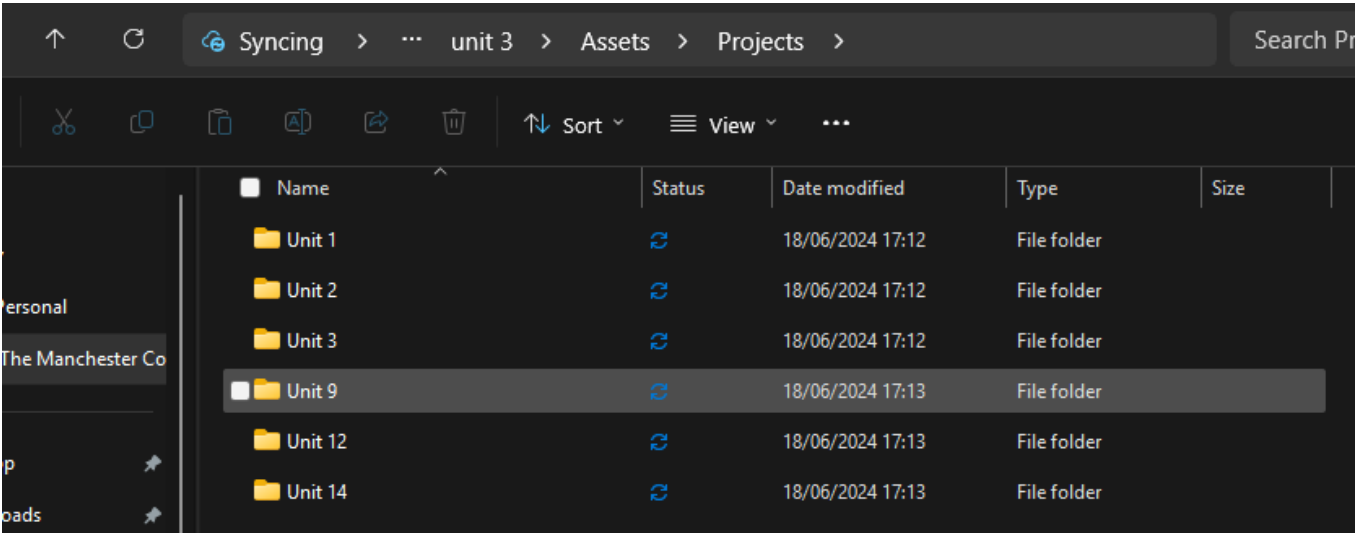 Syncing > ... unit 3 > Assets > Projects > Search Pr
Sort View ...
Name Status Date modified Type Size
Unit 1 18/06/2024 17:12 File folder
Unit 2 18/06/2024 17:12 File folder
Personal
Unit 3 18/06/2024 17:12 File folder
The Manchester Co
Unit 9 18/06/2024 17:13 File folder
Unit 12 18/06/2024 17:13 File folder
op
Unit 14 18/06/2024 17:13 File folder
oads